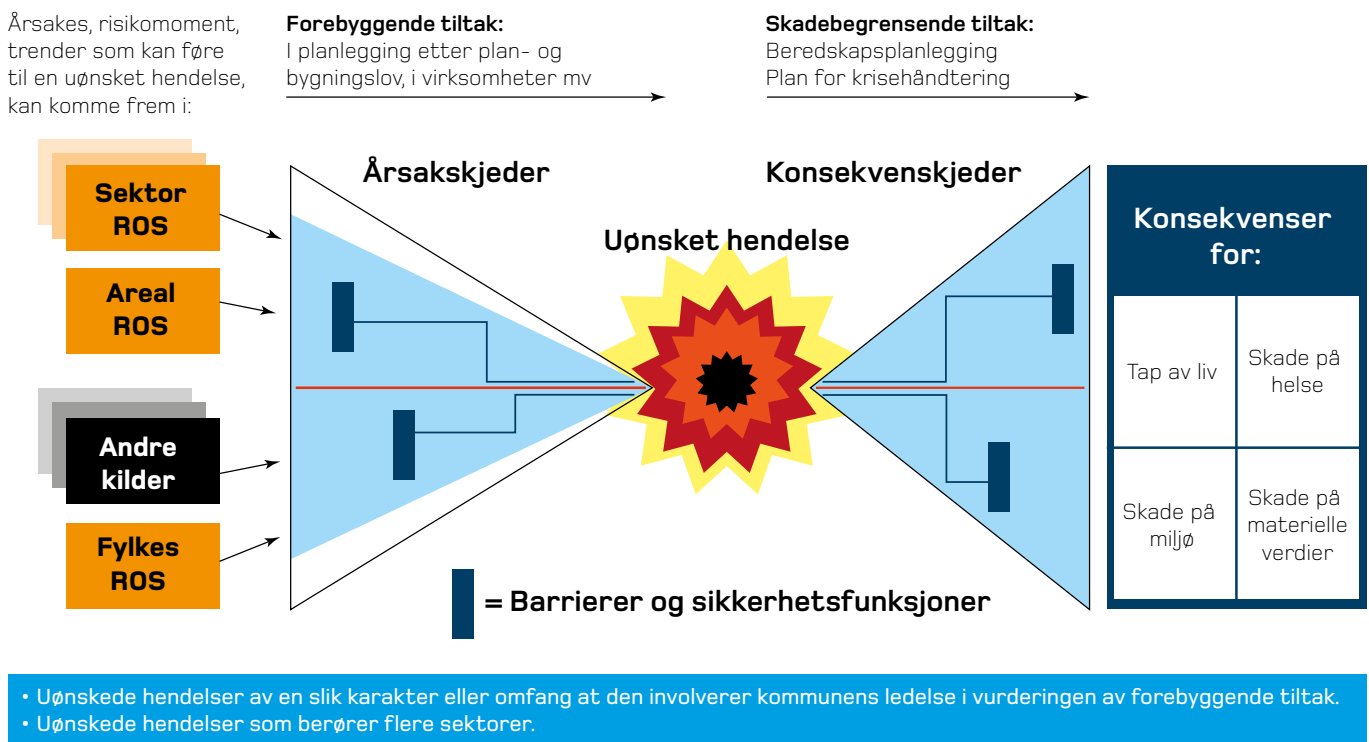 Årsakes, risikomoment,
trender som kan føre
til en uønsket hendelse,
kan komme frem i:
Forebyggende tiltak:
I planlegging etter plan- og
bygningslov, i virksomheter mv
Skadebegrensende tiltak:
Beredskapsplanlegging
Plan for krisehåndtering
Sektor
ROS
Areal
ROS
Andre
kilder
Fylkes
ROS
Årsakskjeder
Uønsket hendelse
Konsekvenskjeder
= Barrierer og sikkerhetsfunksjoner
Konsekvenser
for:
Tap av liv
Skade på
helse
Skade på
miljø
Skade på
materielle
verdier
• Uønskede hendelser av en slik karakter eller omfang at den involverer kommunens ledelse i vurderingen av forebyggende tiltak.
• Uønskede hendelser som berører flere sektorer.